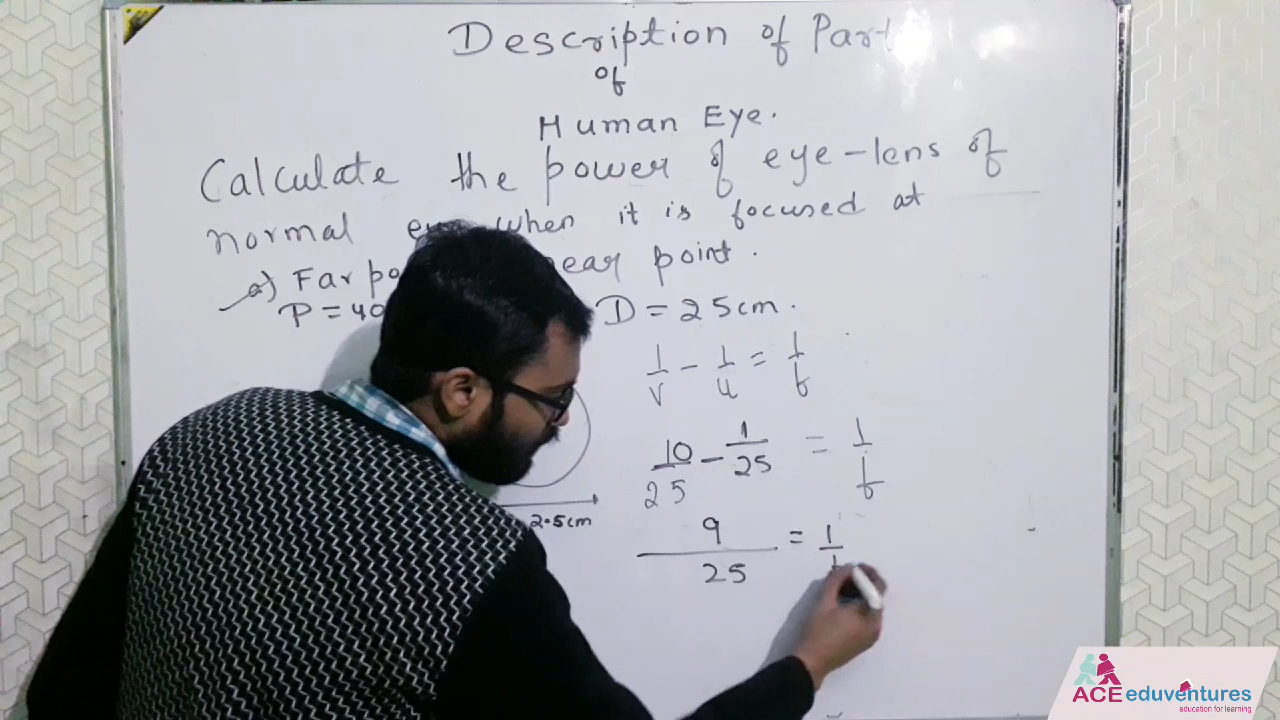 Description of Part
of
Human Eye.
Calculate the power of eye-lens of
normal when it is focused at
a) Far near point.
P = 40 D = 25cm.
1/v - 1/u = 1/f
10/25 - 1/25 = 1/f
2.5cm
9/25 = 1/f
ACE eduventures
education for learning